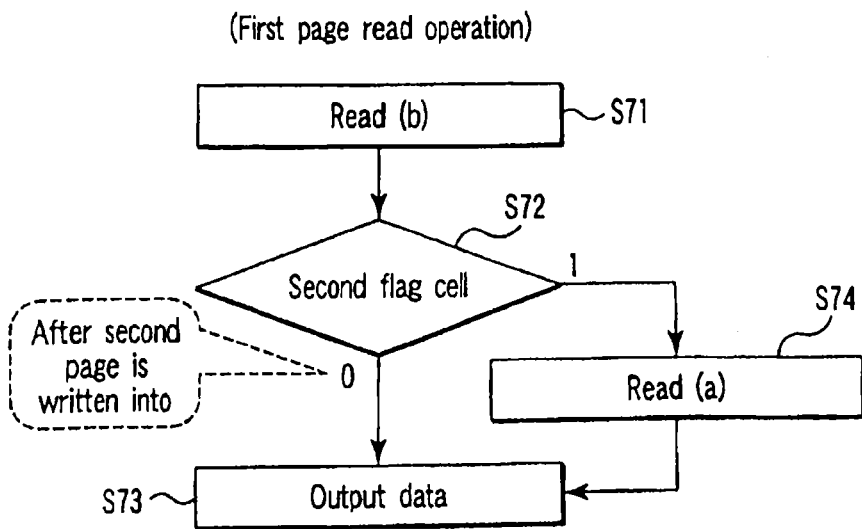 (First page read operation)
Read (b)
S71
S72
Second flag cell
1
After second
page is
written into
0
S74
Read (a)
S73
Output data